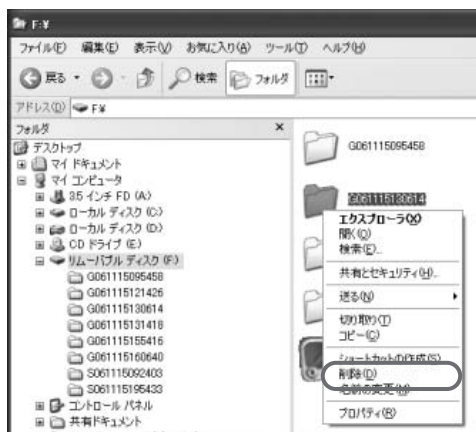 F:¥
ファイル(F) 編集(E) 表示(V) お気に入り(A) ツール(T) ヘルプ(H)
戻る 検索 フォルダ
アドレス(D) F:¥
フォルダ ×
デスクトップ
マイ ドキュメント
マイ コンピュータ
3.5 インチ FD (A:)
ローカル ディスク (C:)
ローカル ディスク (D:)
CD ドライブ (E:)
リムーバブル ディスク (F:)
G061115095458
G061115121426
G061115130614
G061115131418
G061115155416
G061115160640
S061115092403
S061115195433
コントロール パネル
共有ドキュメント
G061115095458
G061115130614
エクスプローラ(X)
開く(O)
検索(E)...
共有とセキュリティ(H)...
送る(N)
切り取り(T)
コピー(C)
ショートカットの作成(S)
削除(D)
名前の変更(M)
プロパティ(R)